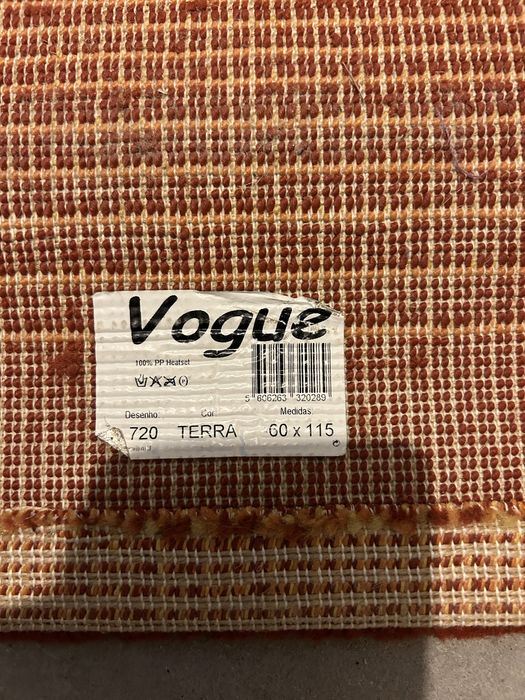 Vogue
100% PP Heatset
5 606263 320289
Desenho Cor Medidas
720 TERRA 60 x 115